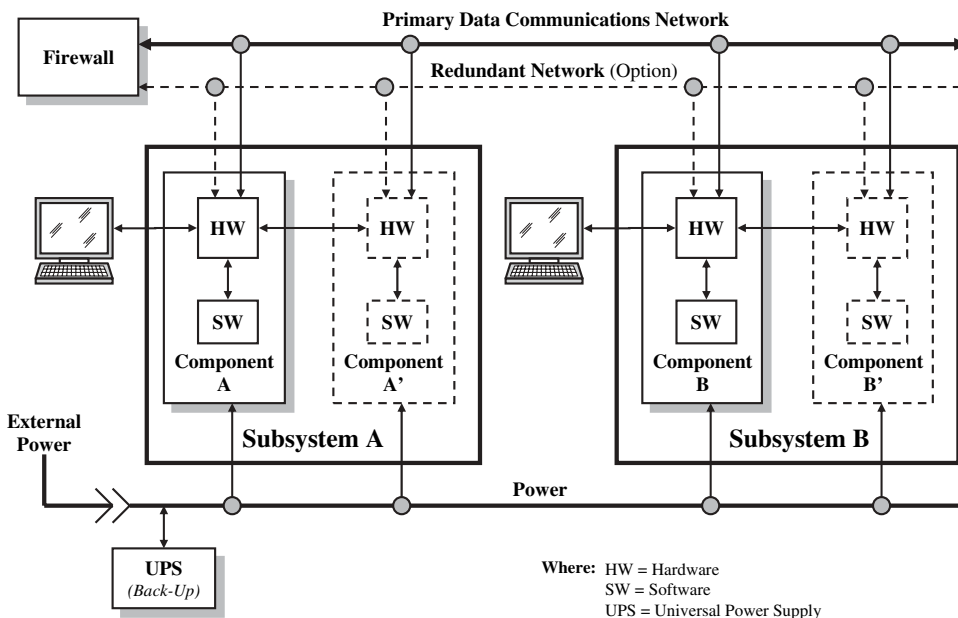 Primary Data Communications Network
Firewall
Redundant Network (Option)
HW
HW
HW
HW
SW
SW
SW
SW
Component
A
Component
A’
Component
B
Component
B’
External
Power
Subsystem A
Subsystem B
Power
UPS
(Back-Up)
Where: HW = Hardware
SW = Software
UPS = Universal Power Supply